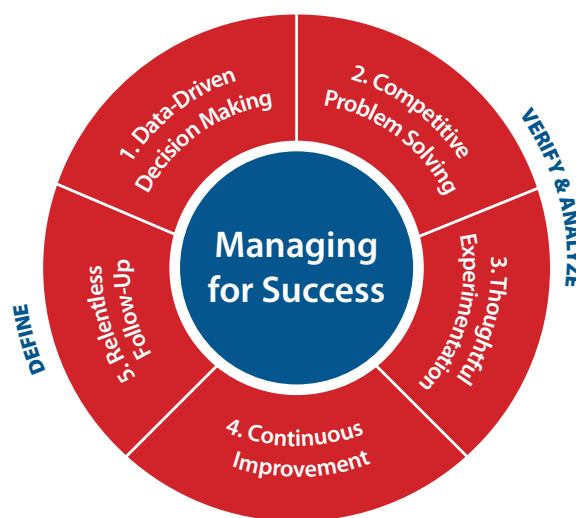 1. Data-Driven
Decision Making
2. Competitive
Problem Solving
VERIFY & ANALYZE
3. Thoughtful
Experimentation
4. Continuous
Improvement
5. Relentless
Follow-Up
DEFINE
Managing
for Success